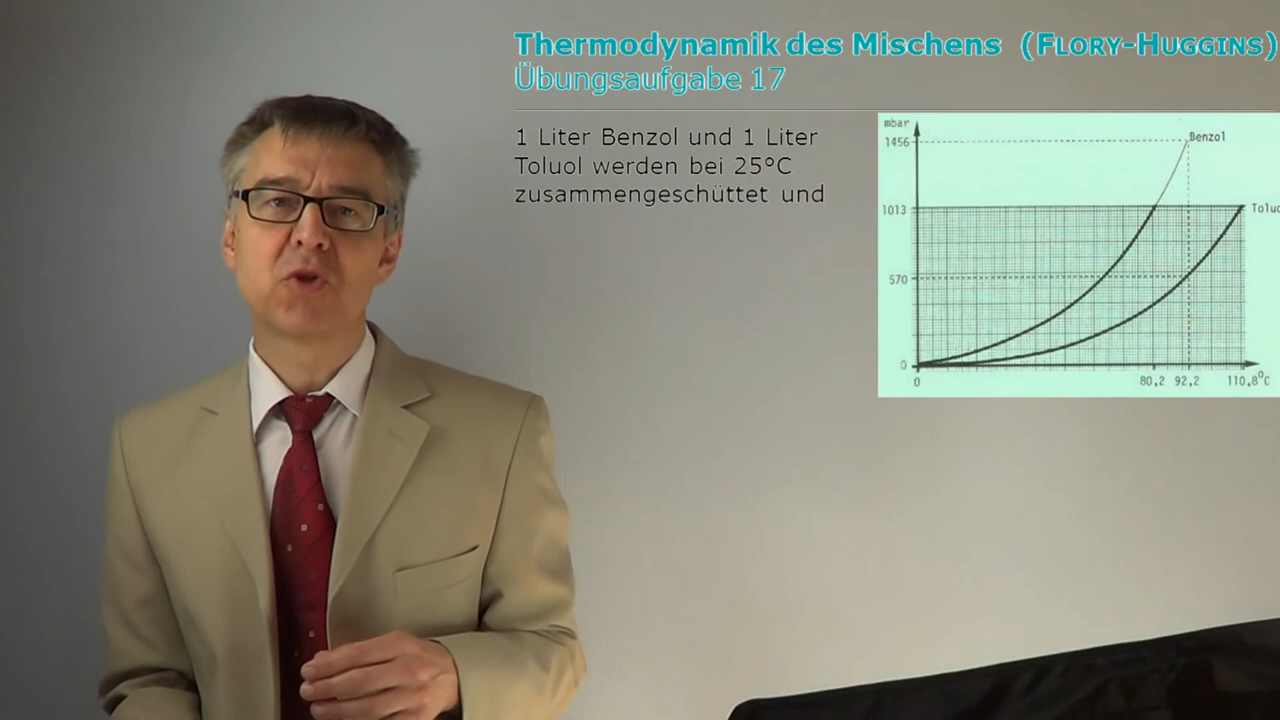 Thermodynamik des Mischens (FLORY-HUGGINS)
Übungsaufgabe 17
1 Liter Benzol und 1 Liter
Toluol werden bei 25°C
zusammengeschüttet und
mbar
1456
Benzol
1013
570
0
0
80,2 92,2 110,8°C